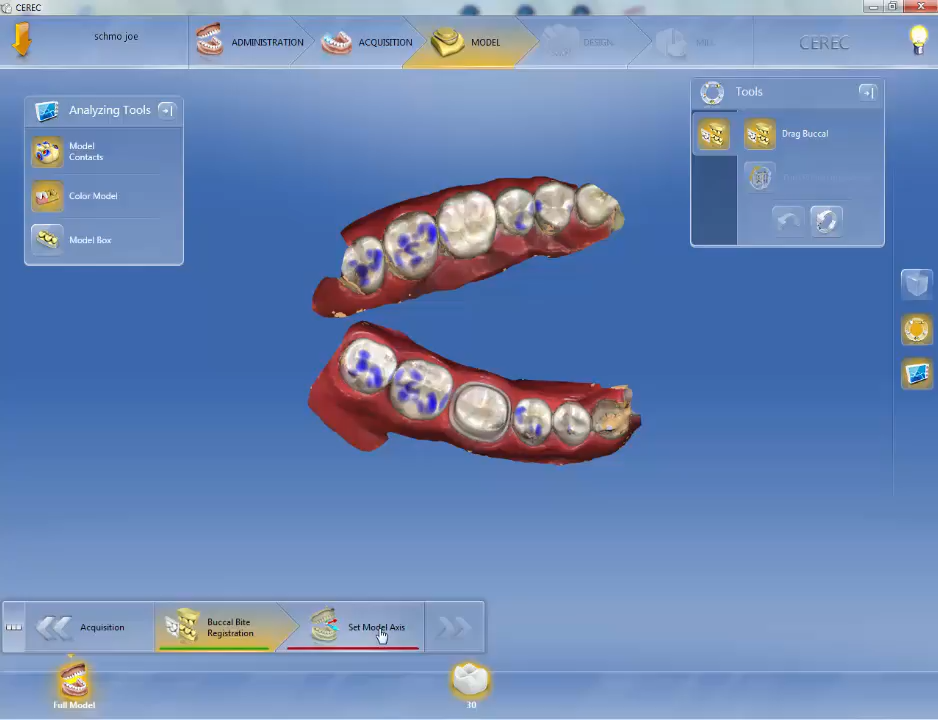 CEREC
schmo joe
ADMINISTRATION
ACQUISITION
MODEL
DESIGN
MILL
CEREC
Analyzing Tools
Model
Contacts
Color Model
Model Box
Tools
Drag Buccal
Acquisition
Buccal Bite
Registration
Set Model Axis
Full Model
30